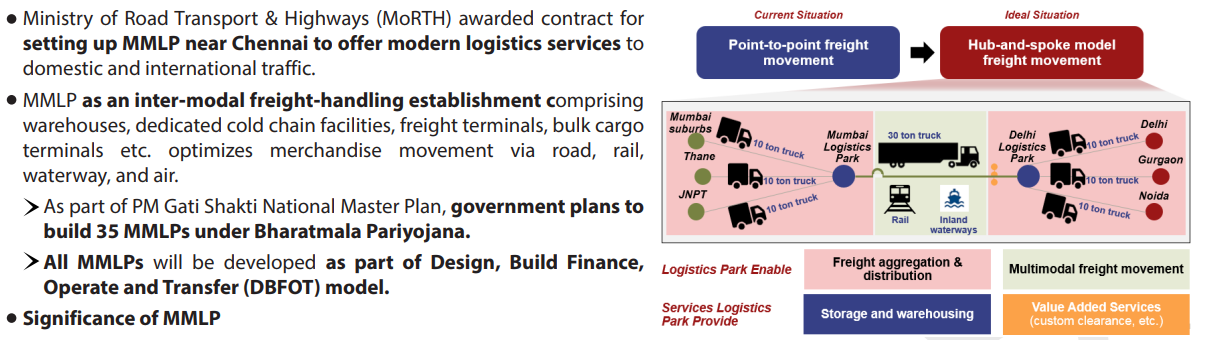 ● Ministry of Road Transport & Highways (MoRTH) awarded contract for
setting up MMLP near Chennai to offer modern logistics services to
domestic and international traffic.
● MMLP as an inter-modal freight-handling establishment comprising
warehouses, dedicated cold chain facilities, freight terminals, bulk cargo
terminals etc. optimizes merchandise movement via road, rail,
waterway, and air.
➢ As part of PM Gati Shakti National Master Plan, government plans to
build 35 MMLPs under Bharatmala Pariyojana.
➢ All MMLPs will be developed as part of Design, Build Finance,
Operate and Transfer (DBFOT) model.
● Significance of MMLP
Current Situation
Ideal Situation
Point-to-point freight
movement
Hub-and-spoke model
freight movement
Mumbai
suburbs
10 ton truck
Thane
10 ton truck
JNPT
10 ton truck
Mumbai
Logistics
Park
30 ton truck
Rail
Inland
waterways
Delhi
Logistics
Park
Delhi
10 ton truck
Gurgaon
10 ton truck
Noida
10 ton truck
Logistics Park Enable
Freight aggregation &
distribution
Multimodal freight movement
Services Logistics
Park Provide
Storage and warehousing
Value Added Services
(custom clearance, etc.)